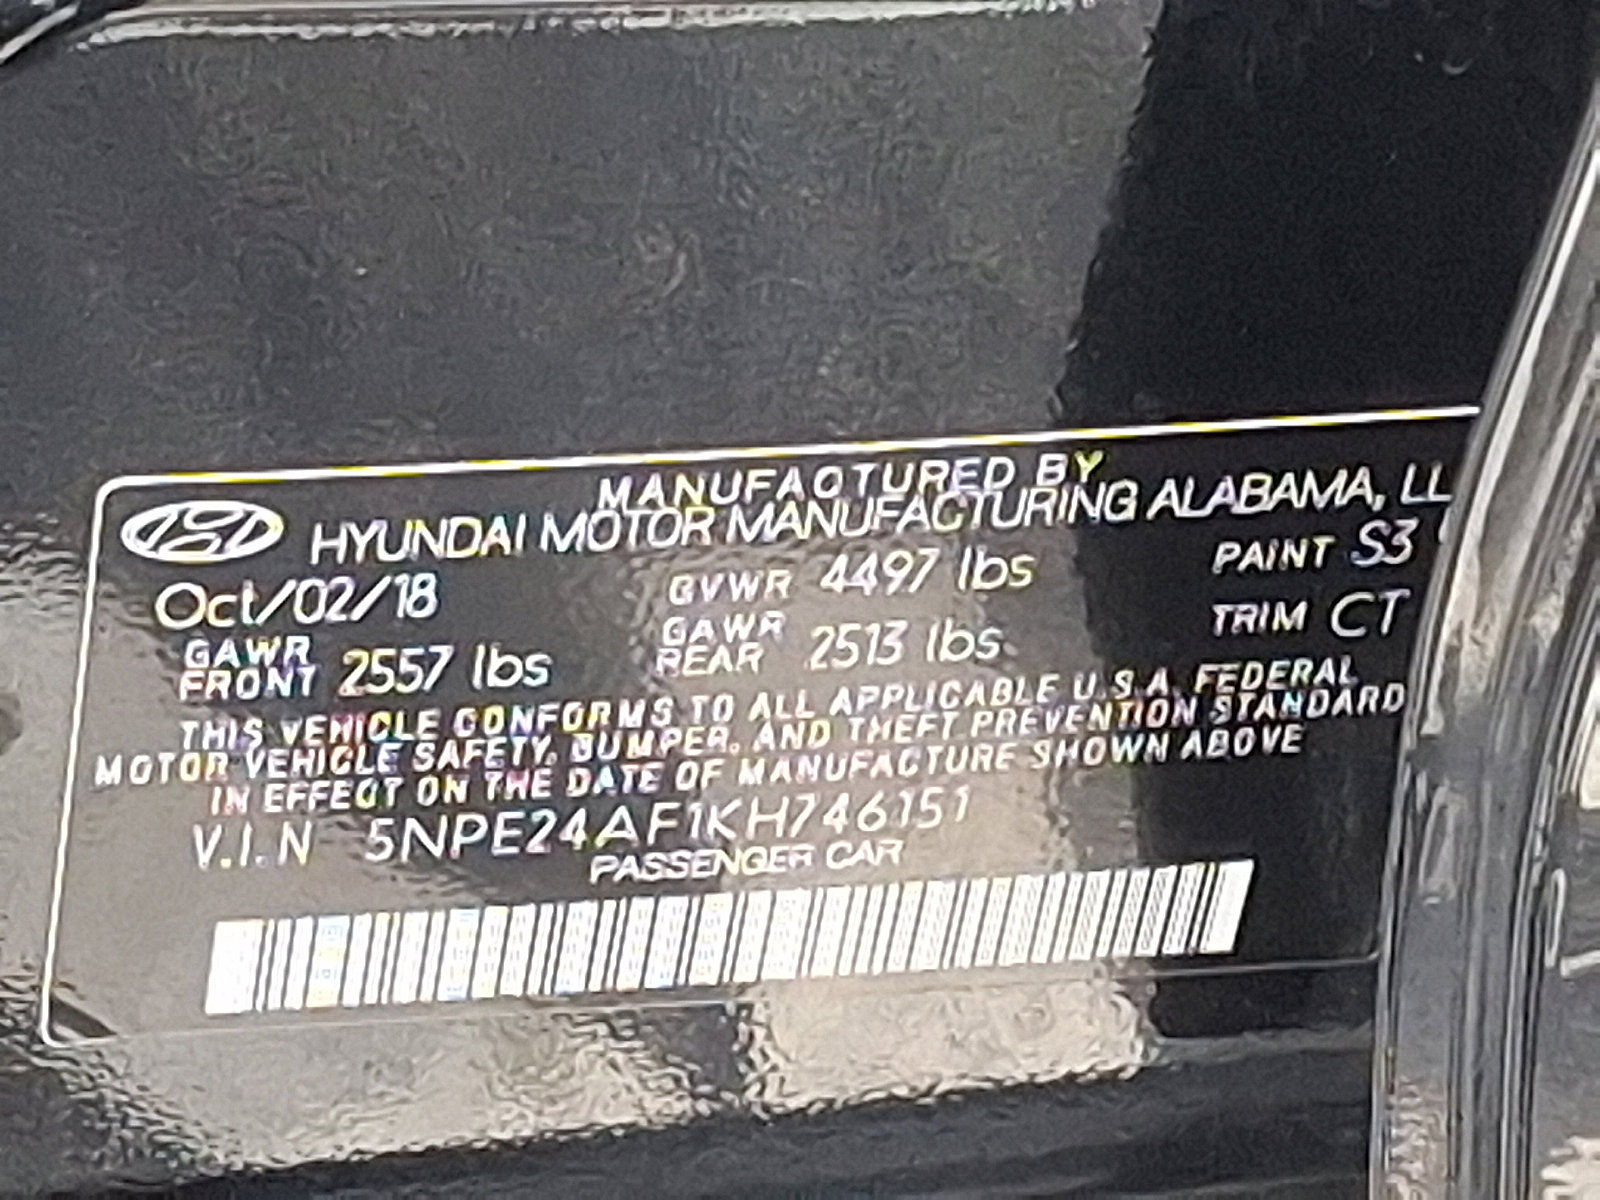 MANUFACTURED BY
HYUNDAI MOTOR MANUFACTURING ALABAMA, LL
Oct/02/18 GVWR 4497 lbs PAINT S3
GAWR FRONT 2557 lbs GAWR REAR 2513 lbs TRIM CT
THIS VEHICLE CONFORMS TO ALL APPLICABLE U.S.A. FEDERAL
MOTOR VEHICLE SAFETY, BUMPER, AND THEFT PREVENTION STANDARD
IN EFFECT ON THE DATE OF MANUFACTURE SHOWN ABOVE
V.I.N 5NPE24AF1KH746151
PASSENGER CAR